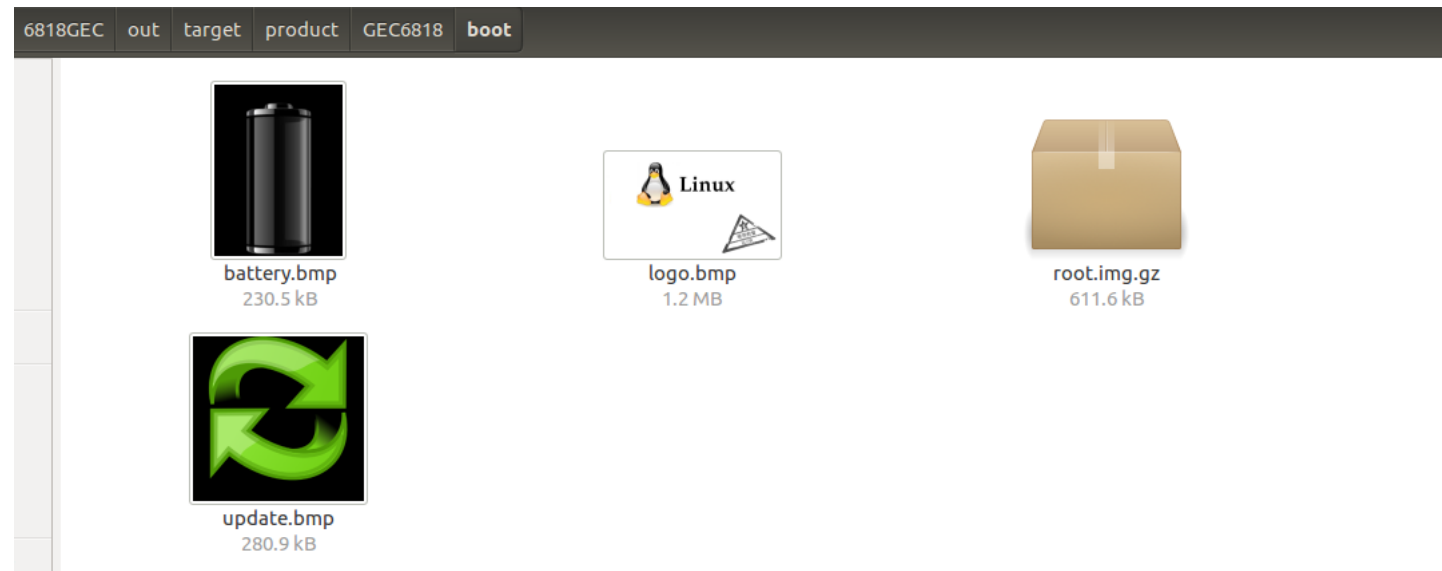 6818GEC out target product GEC6818 boot
Linux
battery.bmp
230.5 kB
logo.bmp
1.2 MB
root.img.gz
611.6 kB
update.bmp
280.9 kB